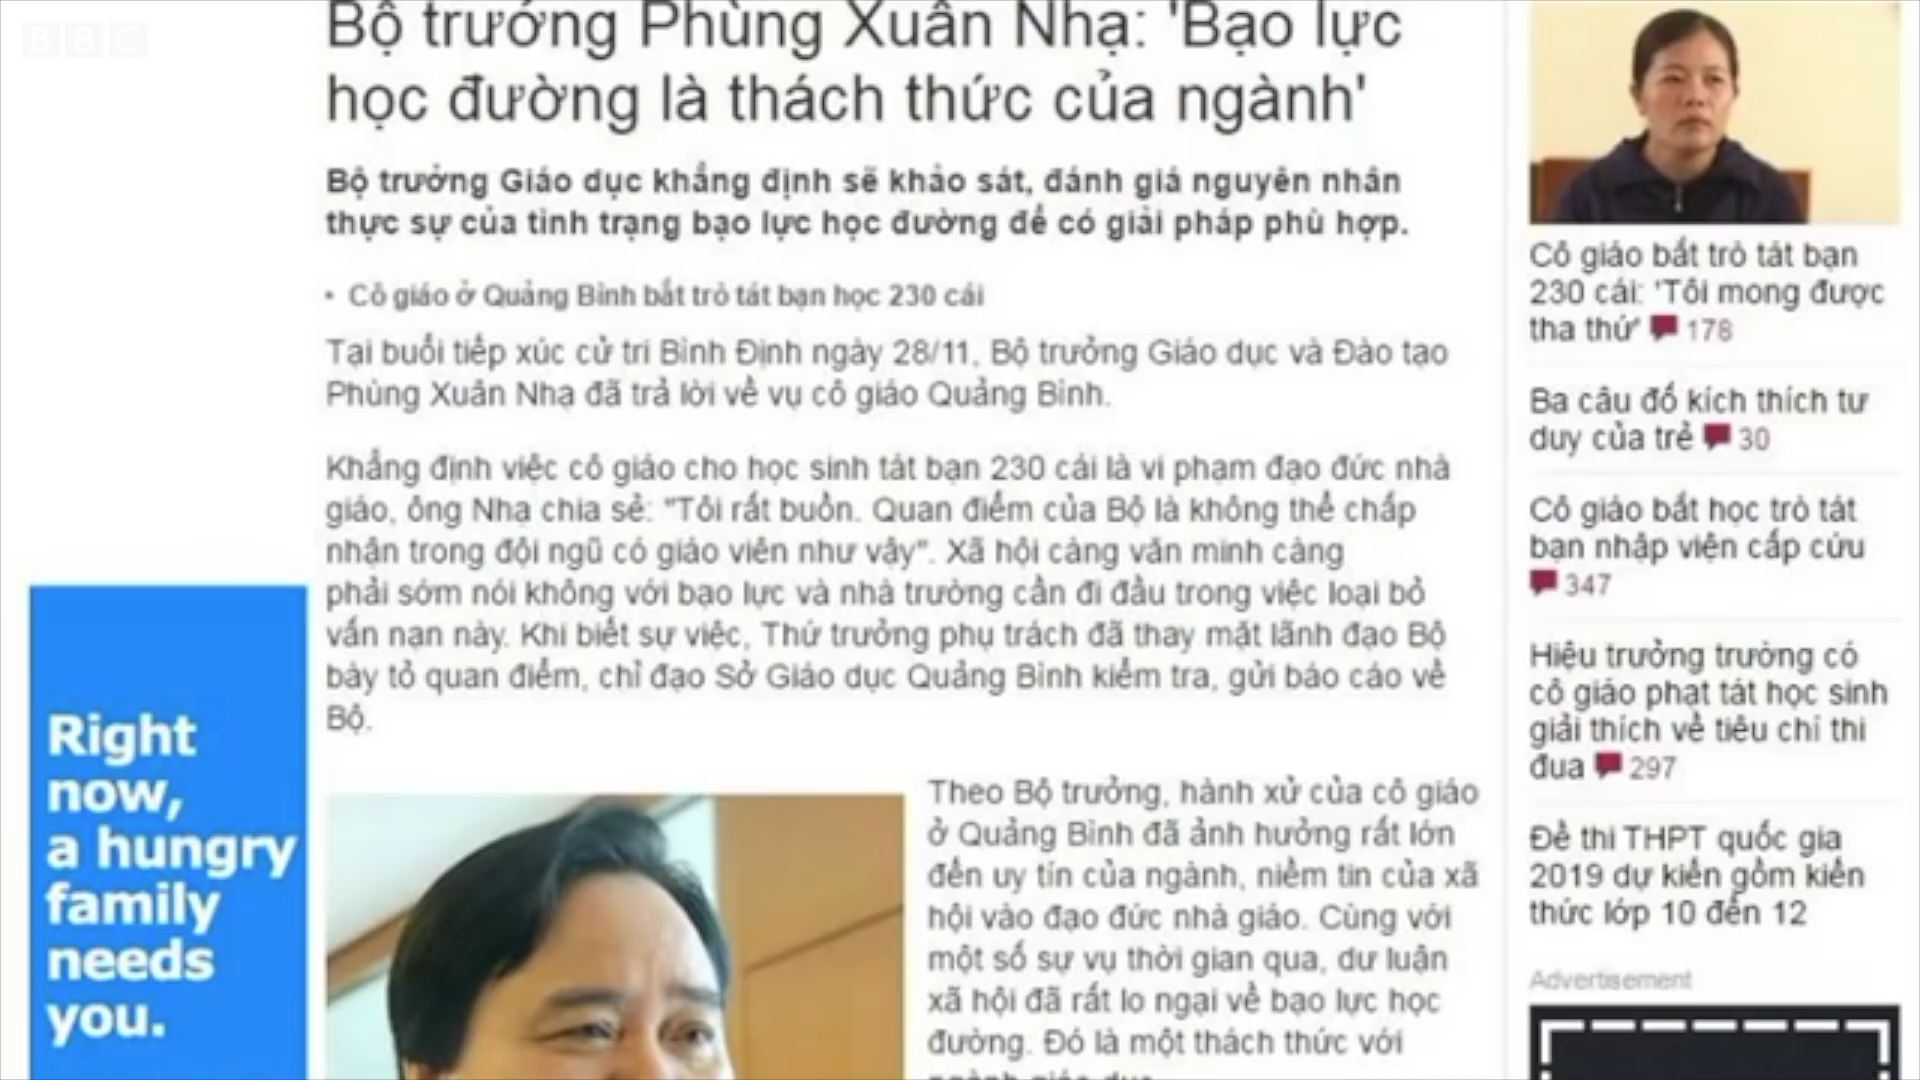 BBC
Bộ trưởng Phùng Xuân Nhạ: 'Bạo lực
học đường là thách thức của ngành'
Bộ trưởng Giáo dục khẳng định sẽ khảo sát, đánh giá nguyên nhân
thực sự của tình trạng bạo lực học đường để có giải pháp phù hợp.
• Cô giáo ở Quảng Bình bắt trò tát bạn học 230 cái
Tại buổi tiếp xúc cử tri Bình Định ngày 28/11, Bộ trưởng Giáo dục và Đào tạo
Phùng Xuân Nhạ đã trả lời về vụ cô giáo Quảng Bình.
Khẳng định việc cô giáo cho học sinh tát bạn 230 cái là vi phạm đạo đức nhà
giáo, ông Nhạ chia sẻ: "Tôi rất buồn. Quan điểm của Bộ là không thể chấp
nhận trong đội ngũ có giáo viên như vậy". Xã hội càng văn minh càng
phải sớm nói không với bạo lực và nhà trường cần đi đầu trong việc loại bỏ
vấn nạn này. Khi biết sự việc, Thứ trưởng phụ trách đã thay mặt lãnh đạo Bộ
bày tỏ quan điểm, chỉ đạo Sở Giáo dục Quảng Bình kiểm tra, gửi báo cáo về
Bộ.
Theo Bộ trưởng, hành xử của cô giáo
ở Quảng Bình đã ảnh hưởng rất lớn
đến uy tín của ngành, niềm tin của xã
hội vào đạo đức nhà giáo. Cùng với
một số sự vụ thời gian qua, dư luận
xã hội đã rất lo ngại về bạo lực học
đường. Đó là một thách thức với
ngành giáo dục.
Right
now,
a hungry
family
needs
you.
Cô giáo bắt trò tát bạn
230 cái: 'Tôi mong được
tha thứ' 178
Ba câu đố kích thích tư
duy của trẻ 30
Cô giáo bắt học trò tát
bạn nhập viện cấp cứu
347
Hiệu trưởng trường có
cô giáo phạt tát học sinh
giải thích về tiêu chí thi
đua 297
Đề thi THPT quốc gia
2019 dự kiến gồm kiến
thức lớp 10 đến 12
Advertisement